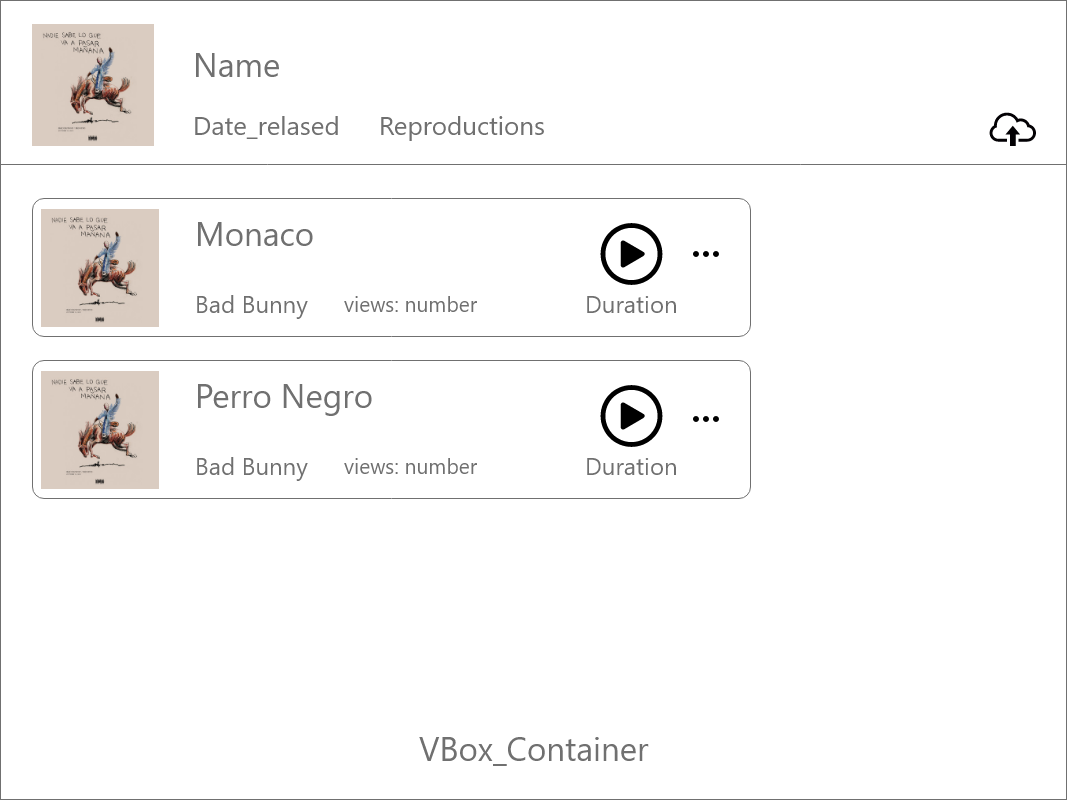 NADIE SABE LO QUE
VA A PASAR
MAÑANA
Name
Date_relased Reproductions
NADIE SABE LO QUE
VA A PASAR
MAÑANA
Monaco
Bad Bunny views: number Duration
NADIE SABE LO QUE
VA A PASAR
MAÑANA
Perro Negro
Bad Bunny views: number Duration
VBox_Container